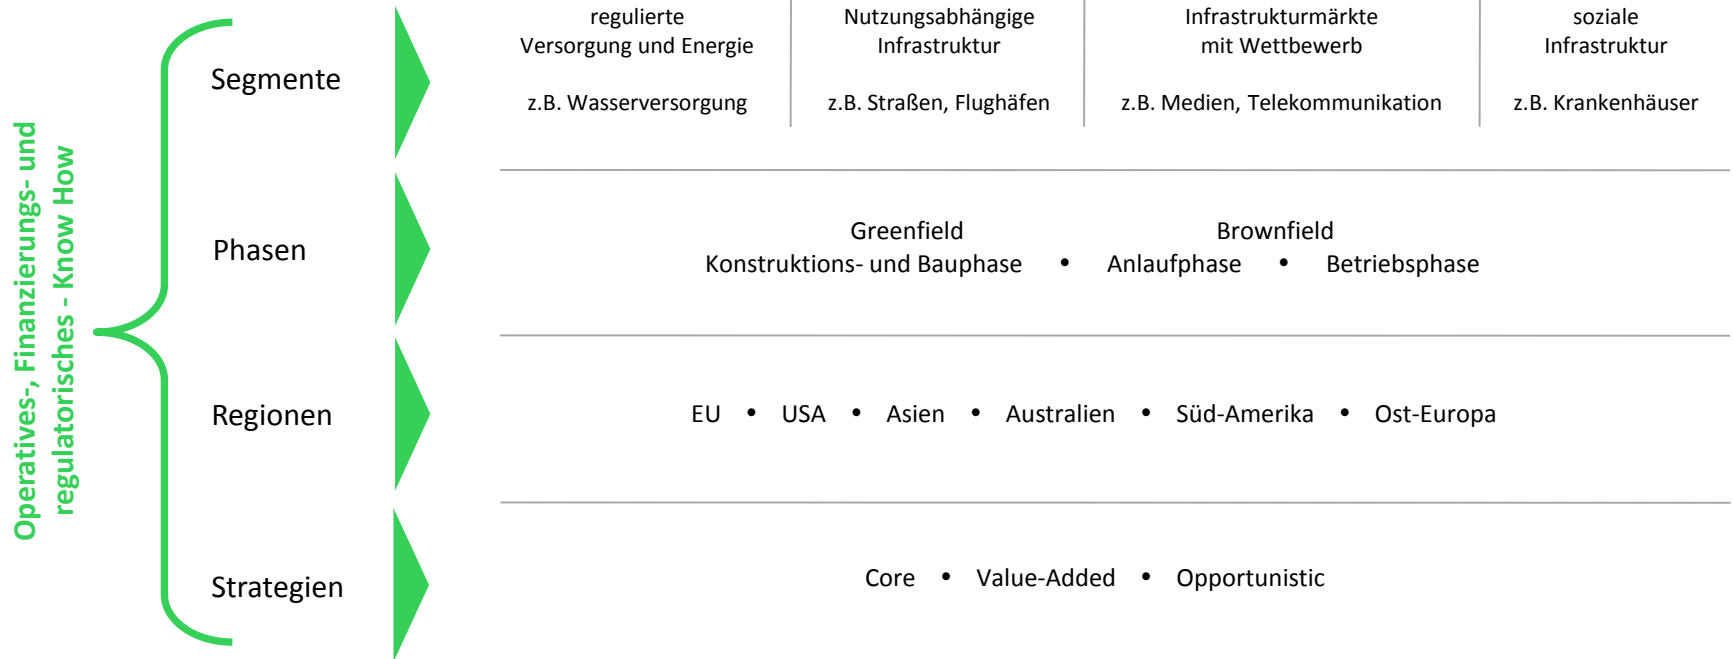 Operatives-, Finanzierungs- und
regulatorisches - Know How
Segmente
regulierte
Versorgung und Energie
z.B. Wasserversorgung
Nutzungsabhängige
Infrastruktur
z.B. Straßen, Flughäfen
Infrastrukturmärkte
mit Wettbewerb
z.B. Medien, Telekommunikation
soziale
Infrastruktur
z.B. Krankenhäuser
Phasen
Greenfield Brownfield
Konstruktions- und Bauphase • Anlaufphase • Betriebsphase
Regionen
EU • USA • Asien • Australien • Süd-Amerika • Ost-Europa
Strategien
Core • Value-Added • Opportunistic